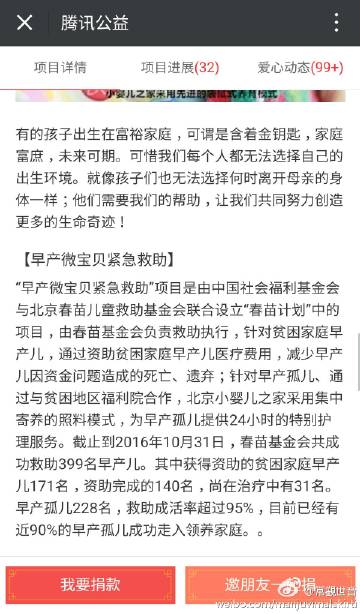 腾讯公益
项目详情 项目进展(32) 爱心动态(99+)
小婴儿之家采用先进的袋鼠式养育模式
有的孩子出生在富裕家庭，可谓是含着金钥匙，家庭
富庶，未来可期。可惜我们每个人都无法选择自己的
出生环境。就像孩子们也无法选择何时离开母亲的身
体一样；他们需要我们的帮助，让我们共同努力创造
更多的生命奇迹！
【早产微宝贝紧急救助】
“早产微宝贝紧急救助”项目是由中国社会福利基金会
与北京春苗儿童救助基金会联合设立“春苗计划”中的
项目，由春苗基金会负责救助执行，针对贫困家庭早
产儿，通过资助贫困家庭早产儿医疗费用，减少早产
儿因资金问题造成的死亡、遗弃；针对早产孤儿、通
过与贫困地区福利院合作，北京小婴儿之家采用集中
寄养的照料模式，为早产孤儿提供24小时的特别护
理服务。截止到2016年10月31日，春苗基金会共成
功救助399名早产儿。其中获得资助的贫困家庭早产
儿171名，资助完成的140名，尚在治疗中有31名。
早产孤儿228名，救助成活率超过95%，目前已经有
近90%的早产孤儿成功走入领养家庭。。
我要捐款 邀朋友一起捐